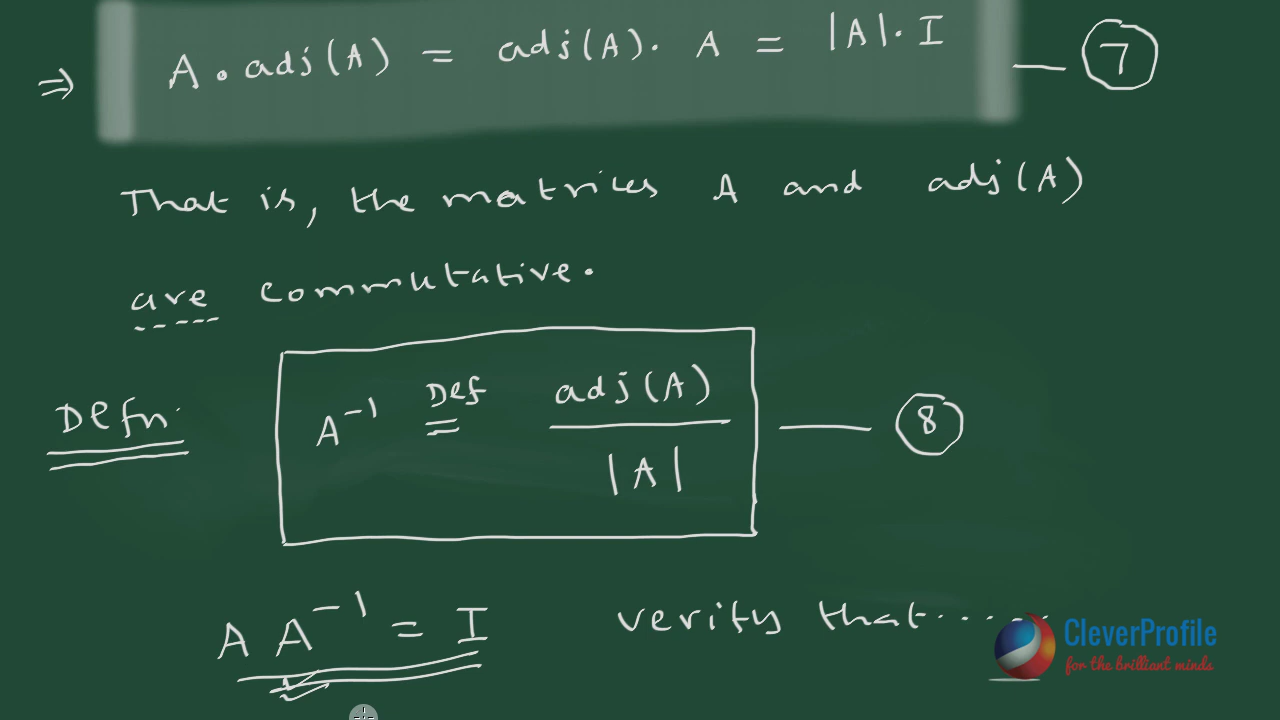 ⇒ A . adj(A) = adj(A) . A = |A| . I — 7
That is, the matrices A and adj(A)
are commutative.
Defn. A⁻¹ Def = adj(A) / |A| — 8
A A⁻¹ = I verify that.....
CleverProfile
for the brilliant minds